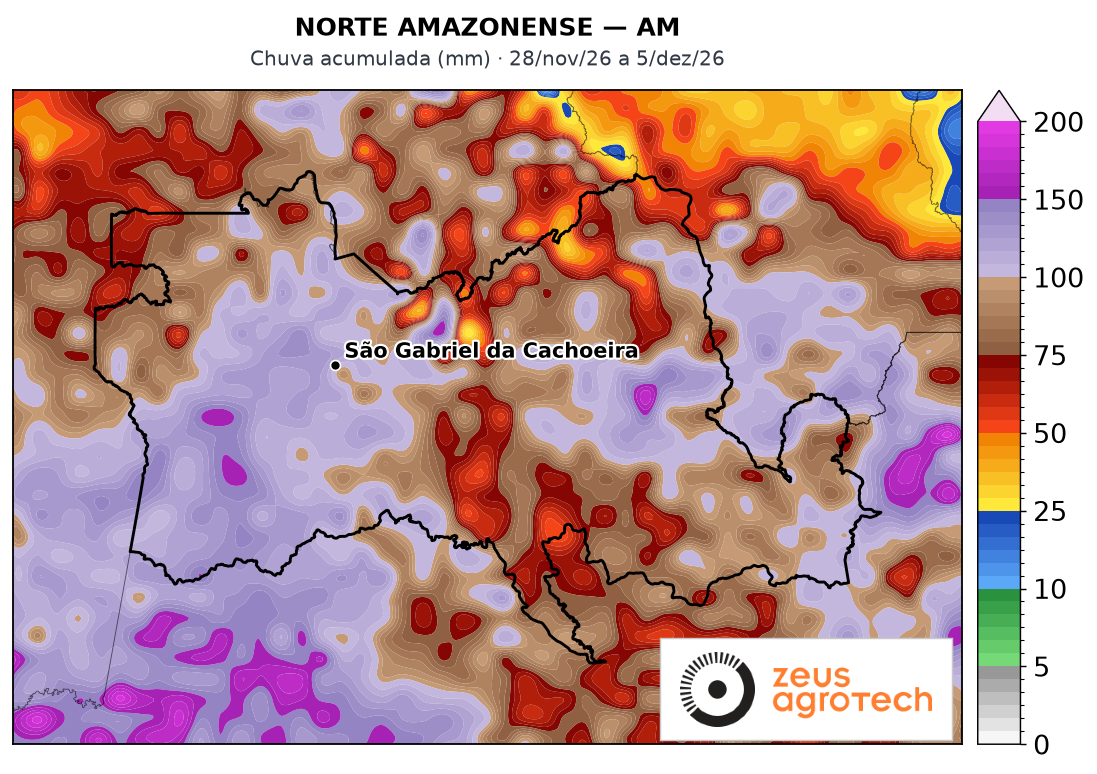 NORTE AMAZONENSE — AM
Chuva acumulada (mm) · 28/nov/26 a 5/dez/26
200
150
100
75
50
25
10
5
0
São Gabriel da Cachoeira
zeus
agrotech